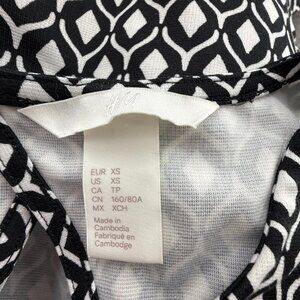 H&M
EUR XS
US XS
CA TP
CN 160/80A
MX XCH
Made in
Cambodia
Fabriqué en
Cambodge